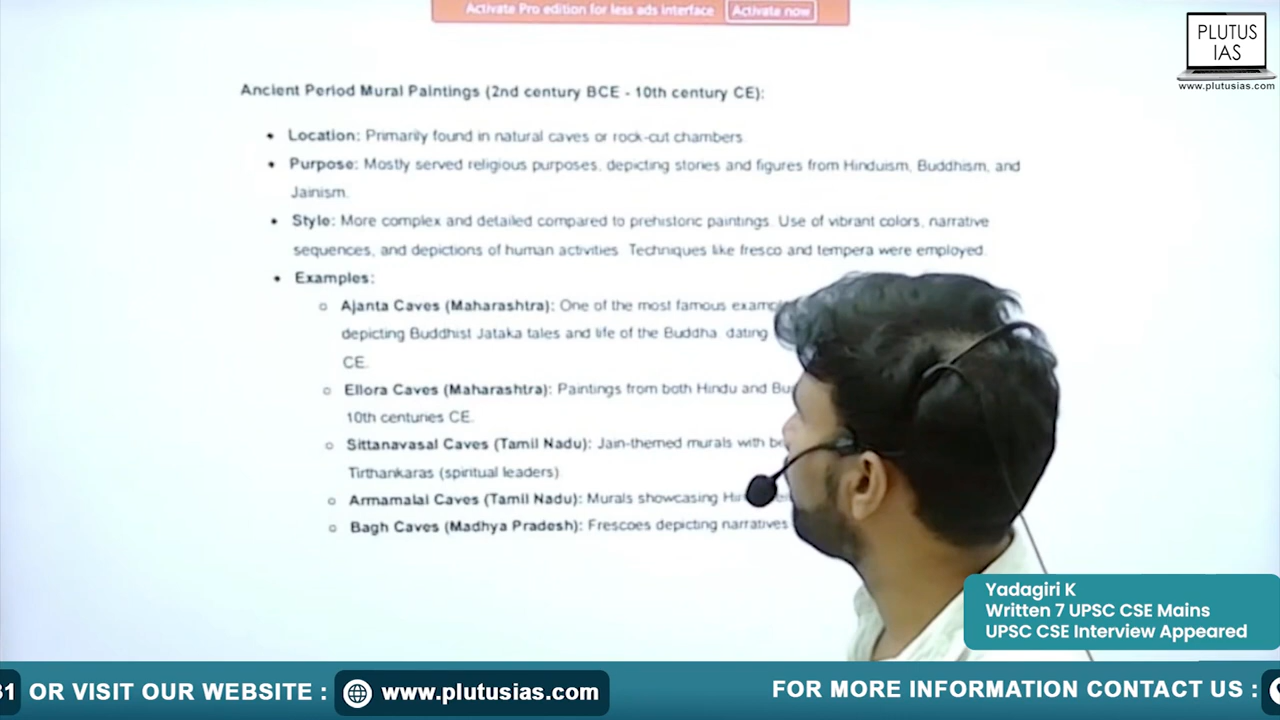 Activate Pro edition for less ads interface Activate now
PLUTUS
IAS
www.plutusias.com
Ancient Period Mural Paintings (2nd century BCE - 10th century CE):
• Location: Primarily found in natural caves or rock-cut chambers.
• Purpose: Mostly served religious purposes, depicting stories and figures from Hinduism, Buddhism, and
Jainism.
• Style: More complex and detailed compared to prehistoric paintings. Use of vibrant colors, narrative
sequences, and depictions of human activities. Techniques like fresco and tempera were employed.
• Examples:
○ Ajanta Caves (Maharashtra): One of the most famous
depicting Buddhist Jataka tales and life of the Buddha, dating
CE.
○ Ellora Caves (Maharashtra): Paintings from both Hindu and
10th centuries CE.
○ Sittanavasal Caves (Tamil Nadu): Jain-themed murals with
Tirthankaras (spiritual leaders).
○ Armamalai Caves (Tamil Nadu): Murals showcasing
○ Bagh Caves (Madhya Pradesh): Frescoes depicting narratives
Yadagiri K
Written 7 UPSC CSE Mains
UPSC CSE Interview Appeared
31 OR VISIT OUR WEBSITE : www.plutusias.com FOR MORE INFORMATION CONTACT US :